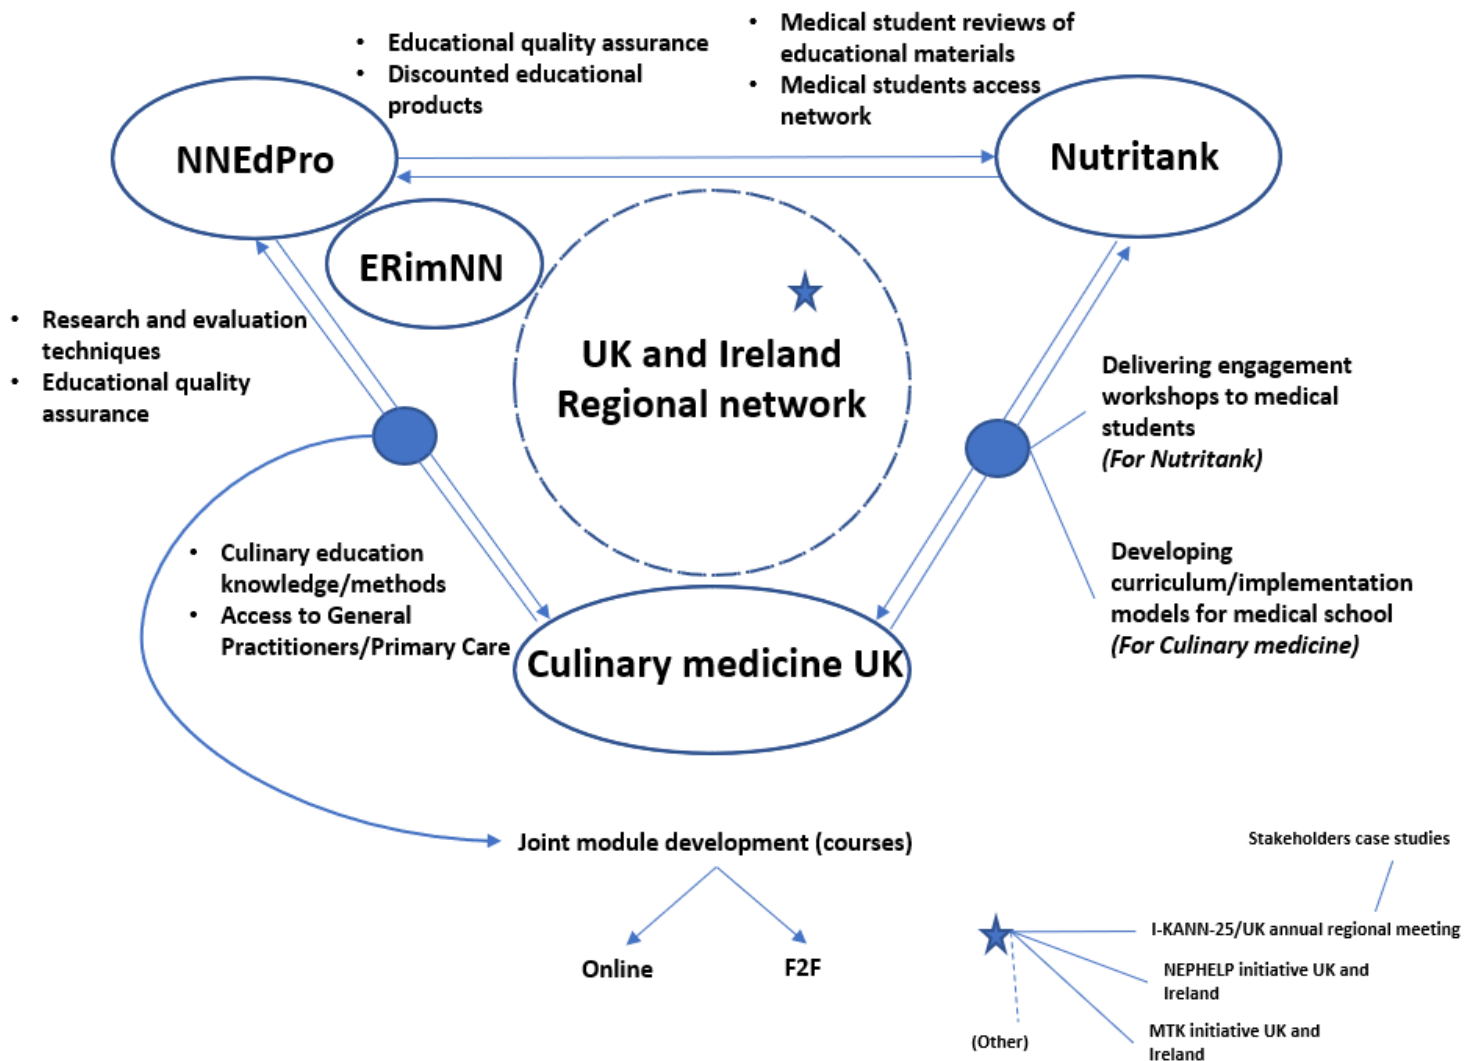 • Educational quality assurance
• Discounted educational
products
• Medical student reviews of
educational materials
• Medical students access
network
NNEdPro
Nutritank
ERimNN
UK and Ireland
Regional network
• Research and evaluation
techniques
• Educational quality
assurance
Delivering engagement
workshops to medical
students
(For Nutritank)
• Culinary education
knowledge/methods
• Access to General
Practitioners/Primary Care
Developing
curriculum/implementation
models for medical school
(For Culinary medicine)
Culinary medicine UK
Joint module development (courses)
Online
F2F
Stakeholders case studies
I-KANN-25/UK annual regional meeting
NEPHELP initiative UK and
Ireland
MTK initiative UK and
Ireland
(Other)